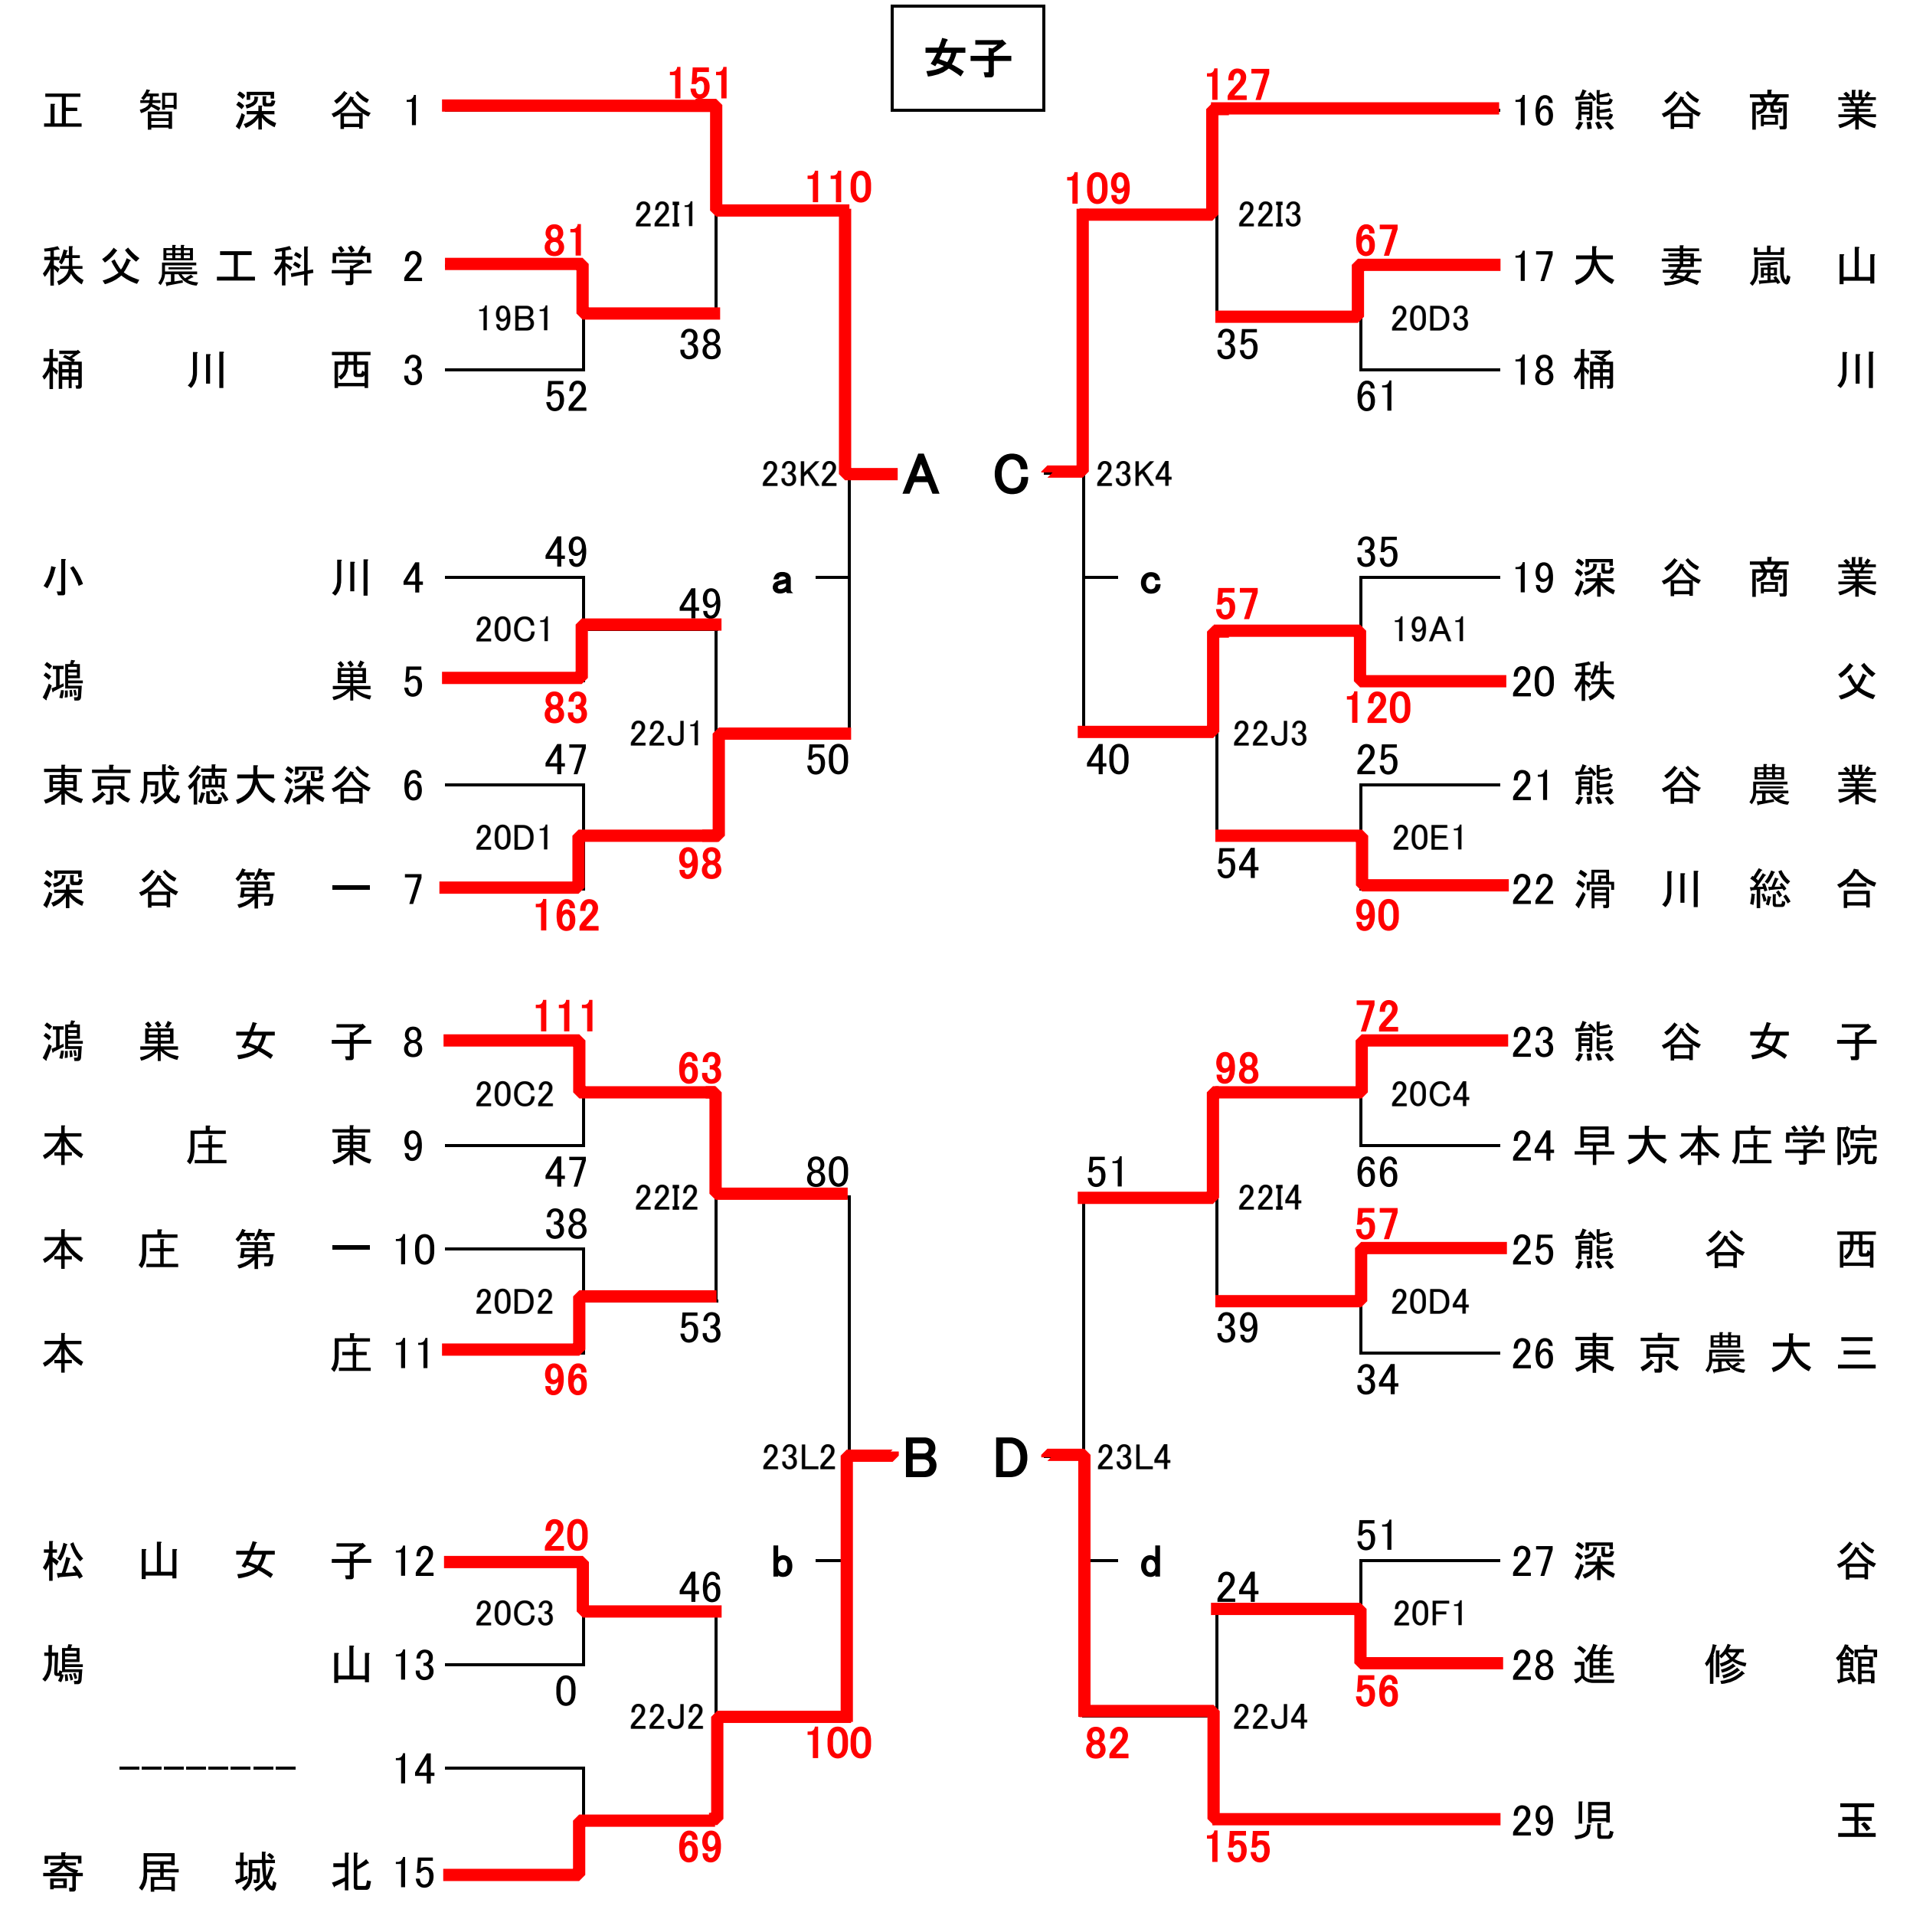 女子
151
正智深谷 1
110
22I1
81
秩父農工科学 2
19B1
38
桶川西 3
52
23K2
A
49
小川 4
a
49
20C1
鴻巣 5
83
22J1
47
50
東京成徳大深谷 6
20D1
98
深谷第一 7
162
111
鴻巣女子 8
63
20C2
本庄東 9
47
80
22I2
38
本庄第一 10
20D2
53
本庄 11
96
23L2
B
20
松山女子 12
b
46
20C3
鳩山 13
0
22J2
100
-------- 14
69
寄居城北 15
127
16 熊谷商業
109
22I3
67
17 大妻嵐山
20D3
35
18 桶川
61
C
23K4
35
c
19 深谷商業
57
19A1
20 秩父
120
22J3
40
25
21 熊谷農業
20E1
54
22 滑川総合
90
72
23 熊谷女子
98
20C4
24 早大本庄学院
51
66
22I4
57
25 熊谷西
20D4
39
26 東京農大三
34
D
23L4
51
d
27 深谷
24
20F1
28 進修館
56
22J4
82
29 児玉
155